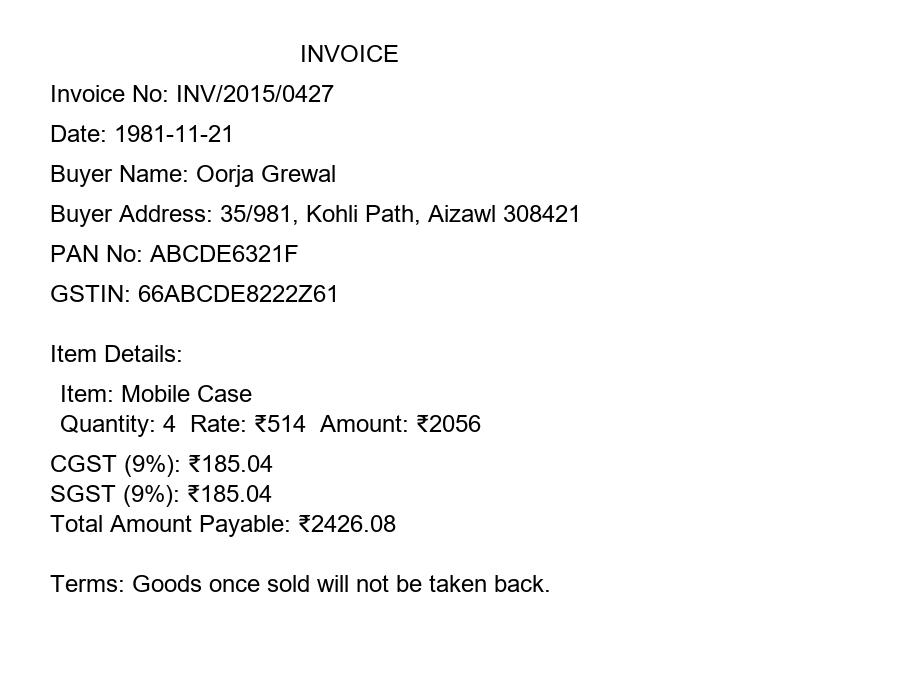 INVOICE
Invoice No: INV/2015/0427
Date: 1981-11-21
Buyer Name: Oorja Grewal
Buyer Address: 35/981, Kohli Path, Aizawl 308421
PAN No: ABCDE6321F
GSTIN: 66ABCDE8222Z61
Item Details:
Item: Mobile Case
Quantity: 4  Rate: ₹514  Amount: ₹2056
CGST (9%): ₹185.04
SGST (9%): ₹185.04
Total Amount Payable: ₹2426.08
Terms: Goods once sold will not be taken back.